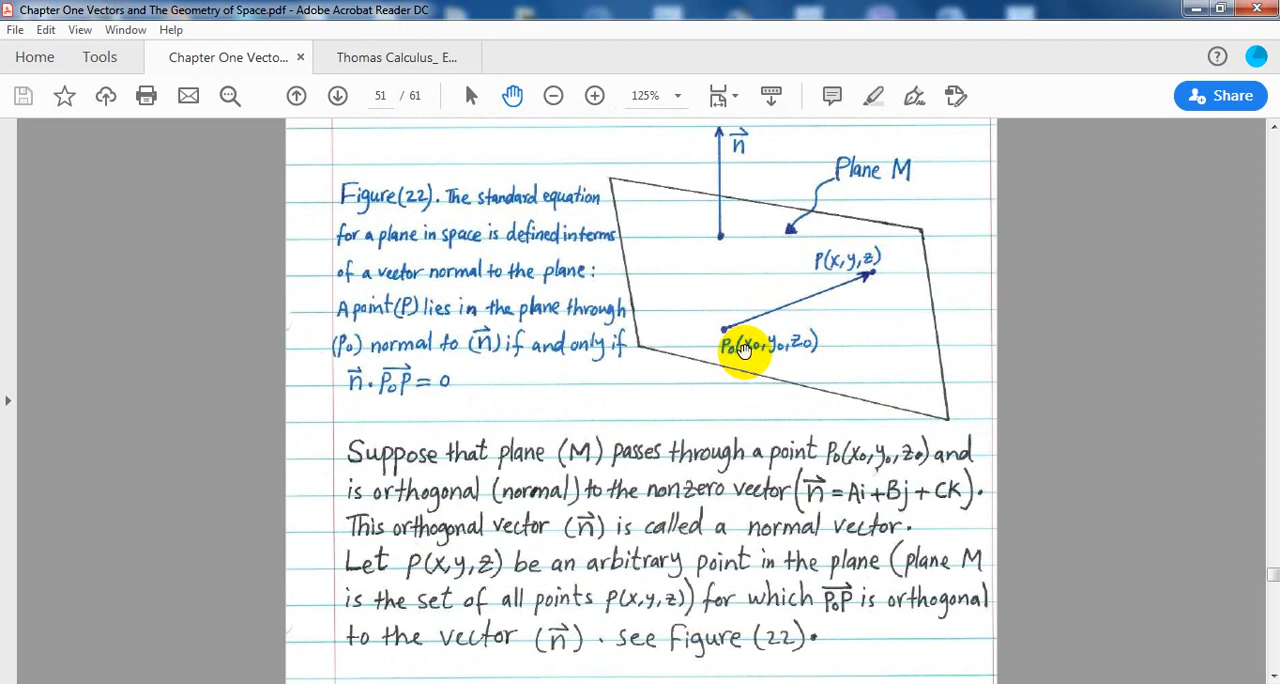 Chapter One Vectors and The Geometry of Space.pdf - Adobe Acrobat Reader DC
File Edit View Window Help
Home Tools Chapter One Vecto... × Thomas Calculus_ E...
51 / 61 125% Share
n⃗
Plane M
P(x,y,z)
P₀(x₀,y₀,z₀)
Figure(22). The standard equation
for a plane in space is defined interms
of a vector normal to the plane:
A point(P) lies in the plane through
(P₀) normal to (n⃗) if and only if
n⃗ · P₀P⃗ = 0
Suppose that plane (M) passes through a point P₀(x₀,y₀,z₀) and
is orthogonal (normal) to the nonzero vector (n⃗ = Ai + Bj + CK).
This orthogonal vector (n⃗) is called a normal vector.
Let P(x,y,z) be an arbitrary point in the plane (plane M
is the set of all points P(x,y,z)) for which P₀P⃗ is orthogonal
to the vector (n⃗). see Figure (22).